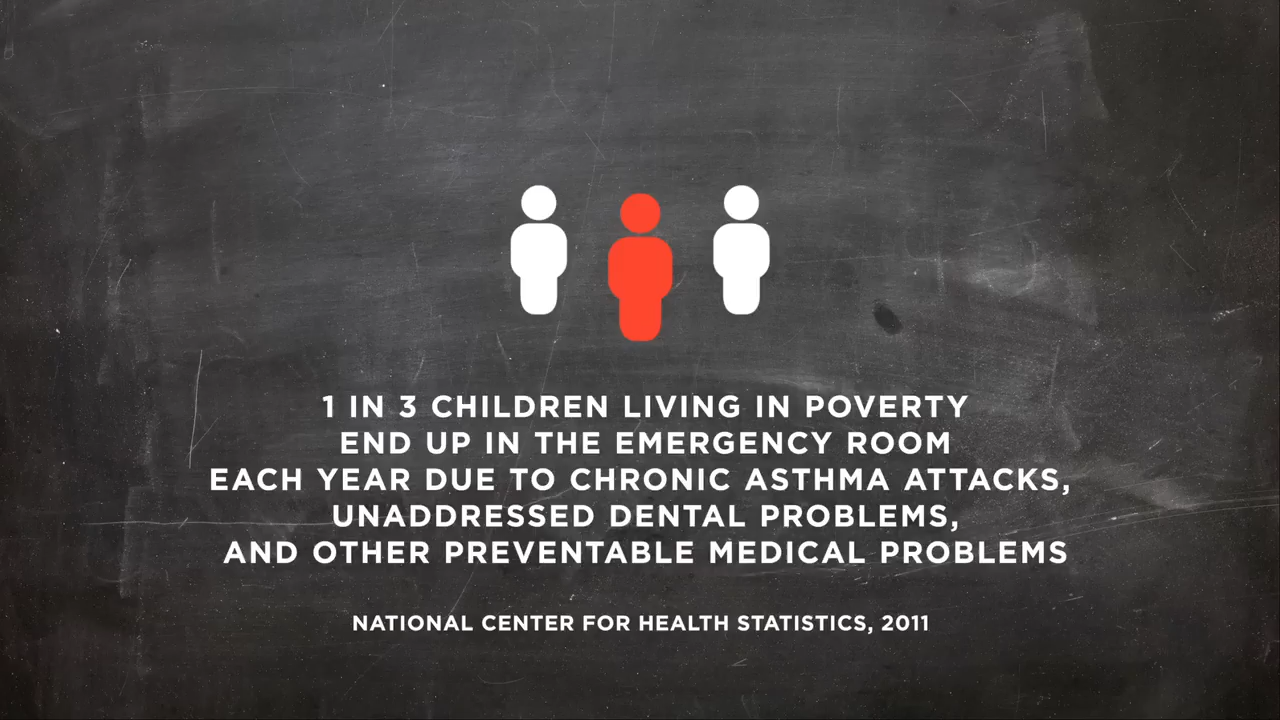 1 IN 3 CHILDREN LIVING IN POVERTY
END UP IN THE EMERGENCY ROOM
EACH YEAR DUE TO CHRONIC ASTHMA ATTACKS,
UNADDRESSED DENTAL PROBLEMS,
AND OTHER PREVENTABLE MEDICAL PROBLEMS
NATIONAL CENTER FOR HEALTH STATISTICS, 2011